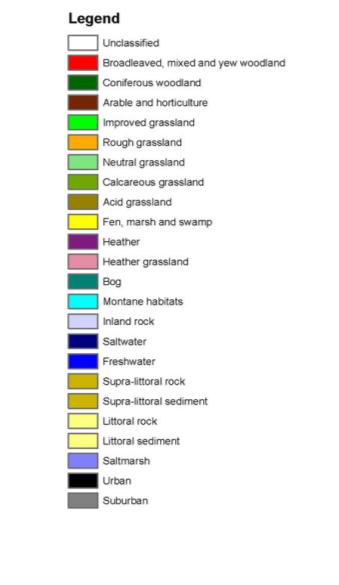 Legend
Unclassified
Broadleaved, mixed and yew woodland
Coniferous woodland
Arable and horticulture
Improved grassland
Rough grassland
Neutral grassland
Calcareous grassland
Acid grassland
Fen, marsh and swamp
Heather
Heather grassland
Bog
Montane habitats
Inland rock
Saltwater
Freshwater
Supra-littoral rock
Supra-littoral sediment
Littoral rock
Littoral sediment
Saltmarsh
Urban
Suburban